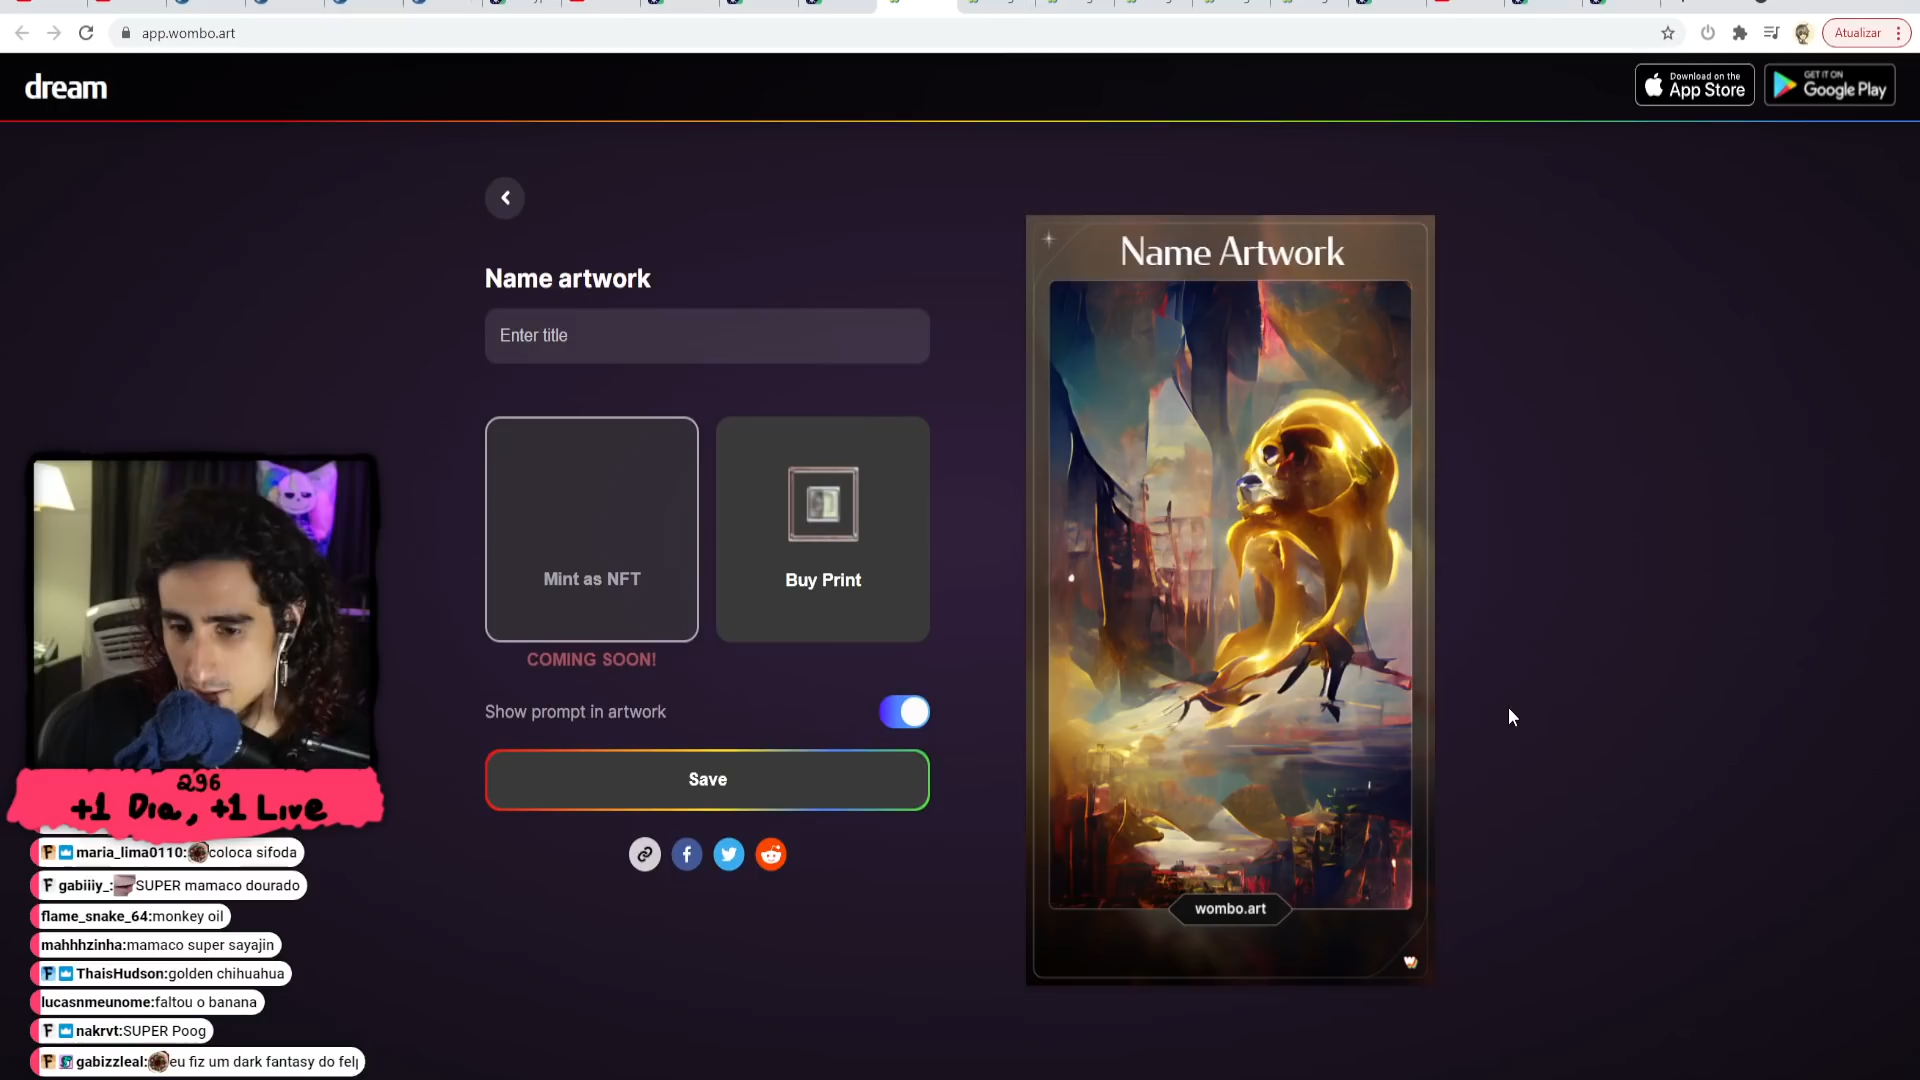 app.wombo.art
Atualizar
dream
Download on the
App Store
GET IT ON
Google Play
Name artwork
Enter title
Mint as NFT
Buy Print
COMING SOON!
Show prompt in artwork
Save
Name Artwork
wombo.art
296
+1 Dia, +1 Live
maria_lima0110: coloca sifoda
gabiiiy_: SUPER mamaco dourado
flame_snake_64:monkey oil
mahhhzinha:mamaco super sayajin
ThaisHudson:golden chihuahua
lucasnmeunome:faltou o banana
nakrvt:SUPER Poog
gabizzleal: eu fiz um dark fantasy do felp